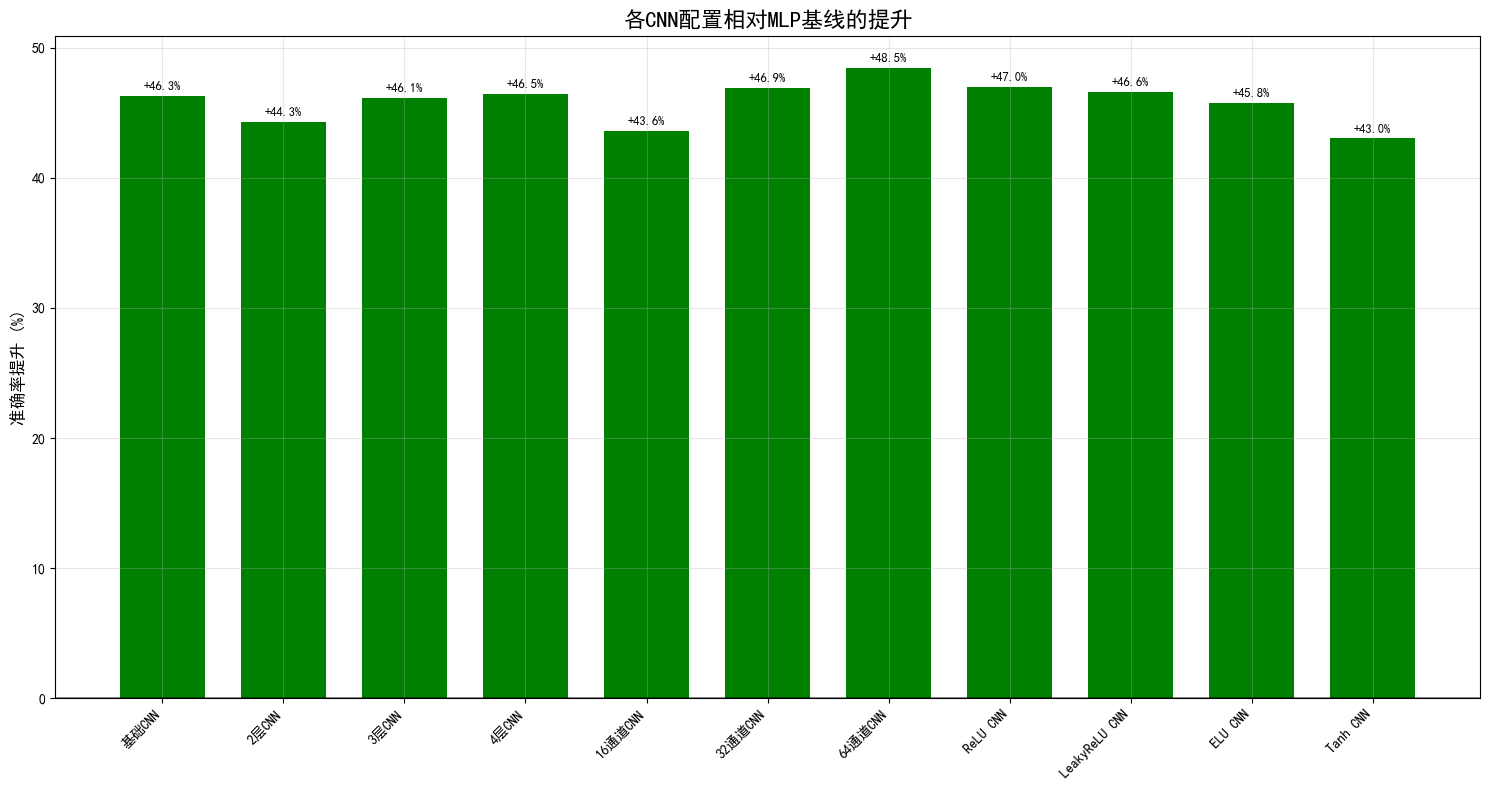 各CNN配置相对MLP基线的提升
准确率提升 (%)
50
40
30
20
10
0
+46.3%
+44.3%
+46.1%
+46.5%
+43.6%
+46.9%
+48.5%
+47.0%
+46.6%
+45.8%
+43.0%
基础CNN
2层CNN
3层CNN
4层CNN
16通道CNN
32通道CNN
64通道CNN
ReLU CNN
LeakyReLU CNN
ELU CNN
Tanh CNN